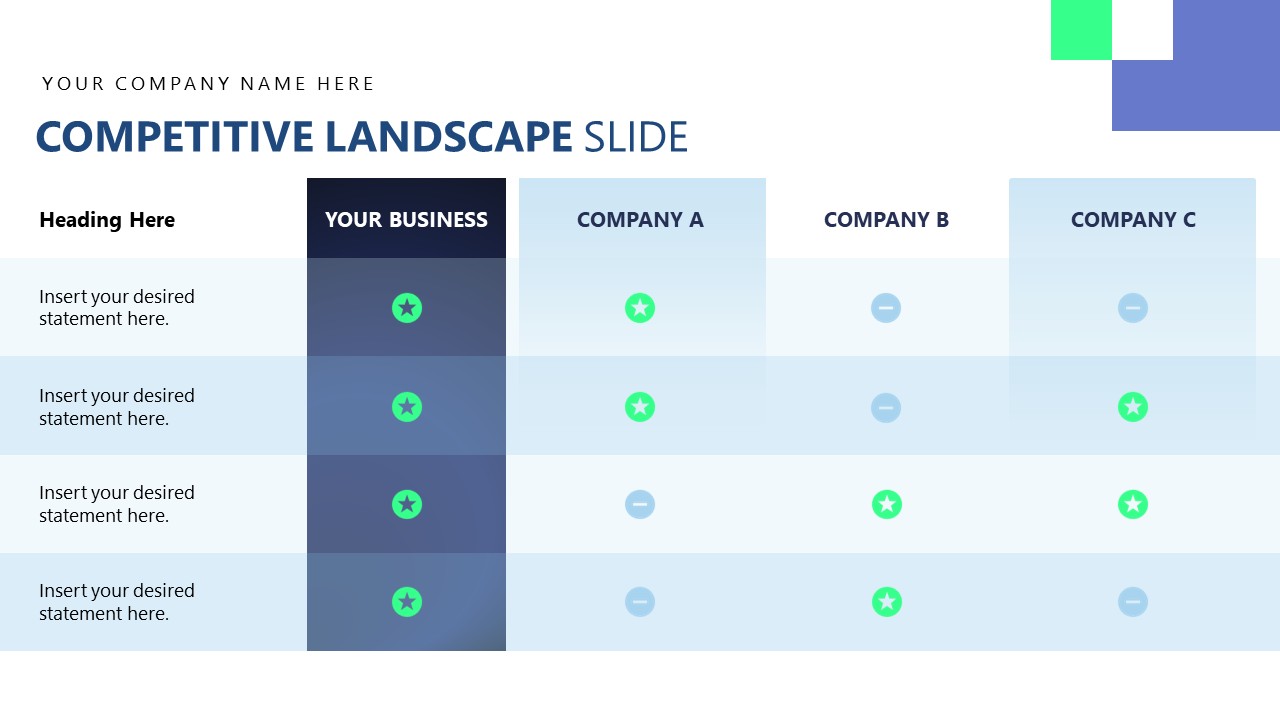 YOUR COMPANY NAME HERE
COMPETITIVE LANDSCAPE SLIDE
Heading Here
YOUR BUSINESS
COMPANY A
COMPANY B
COMPANY C
Insert your desired
statement here.
Insert your desired
statement here.
Insert your desired
statement here.
Insert your desired
statement here.